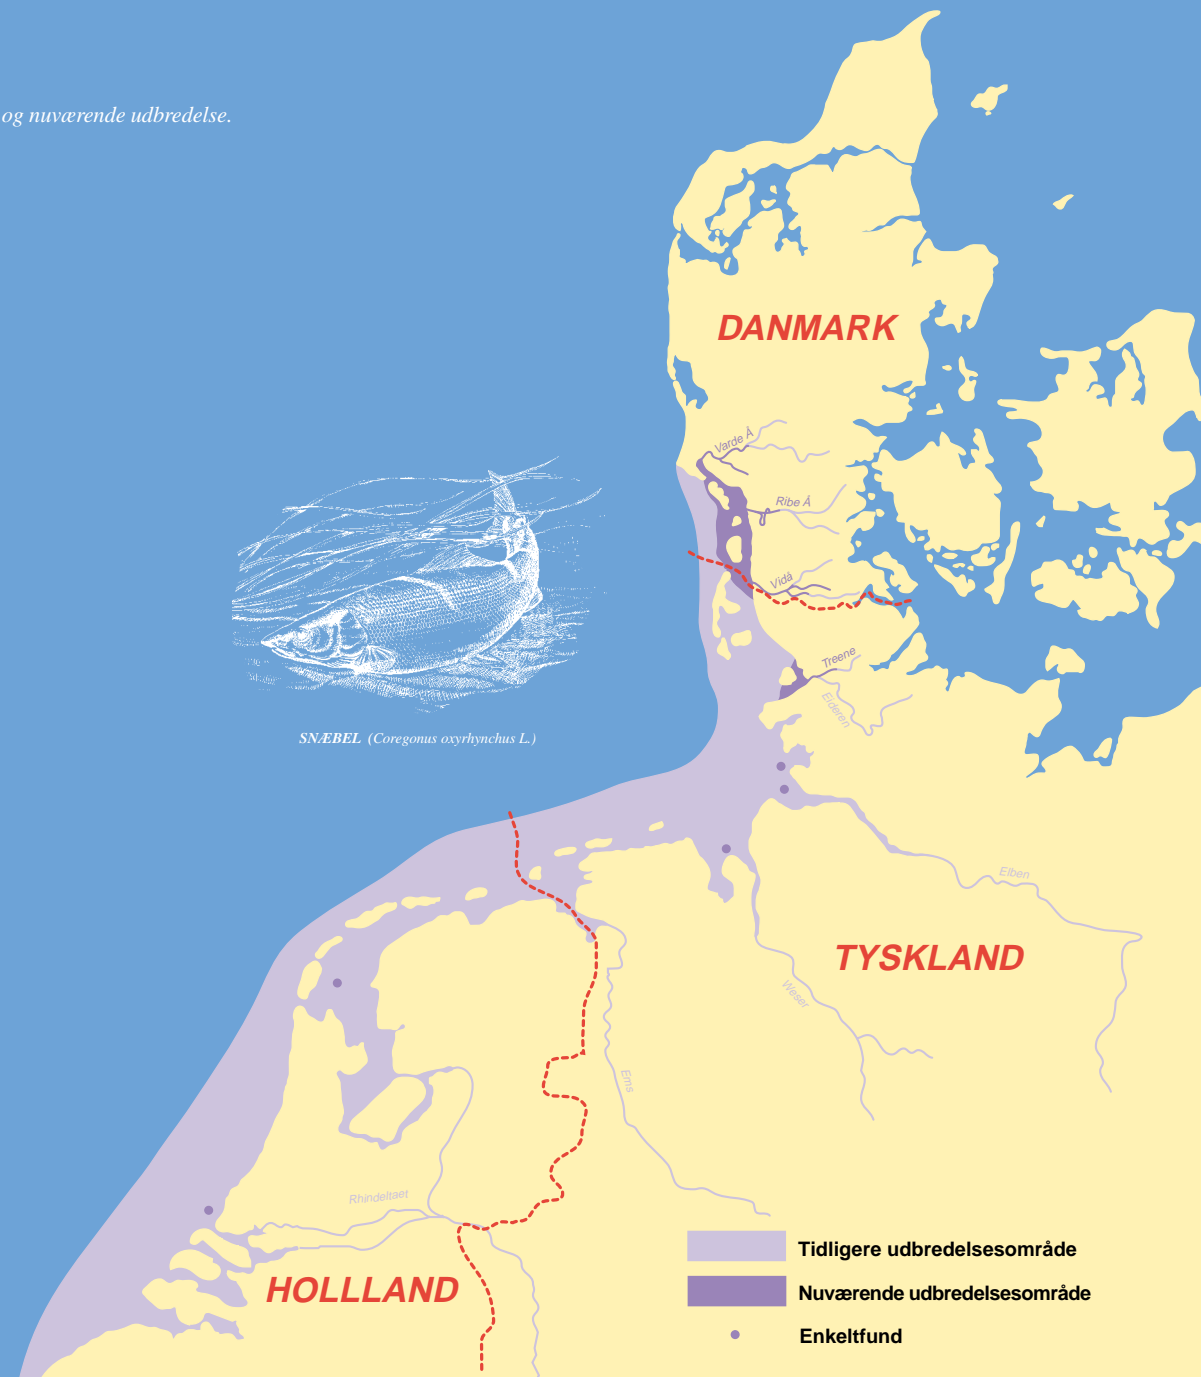 og nuværende udbredelse.
DANMARK
Varde Å
Ribe Å
Vidå
Treene
Eideren
SNÆBEL (Coregonus oxyrhynchus L.)
Elben
TYSKLAND
Weser
Ems
Rhindeltaet
HOLLLAND
Tidligere udbredelsesområde
Nuværende udbredelsesområde
Enkeltfund